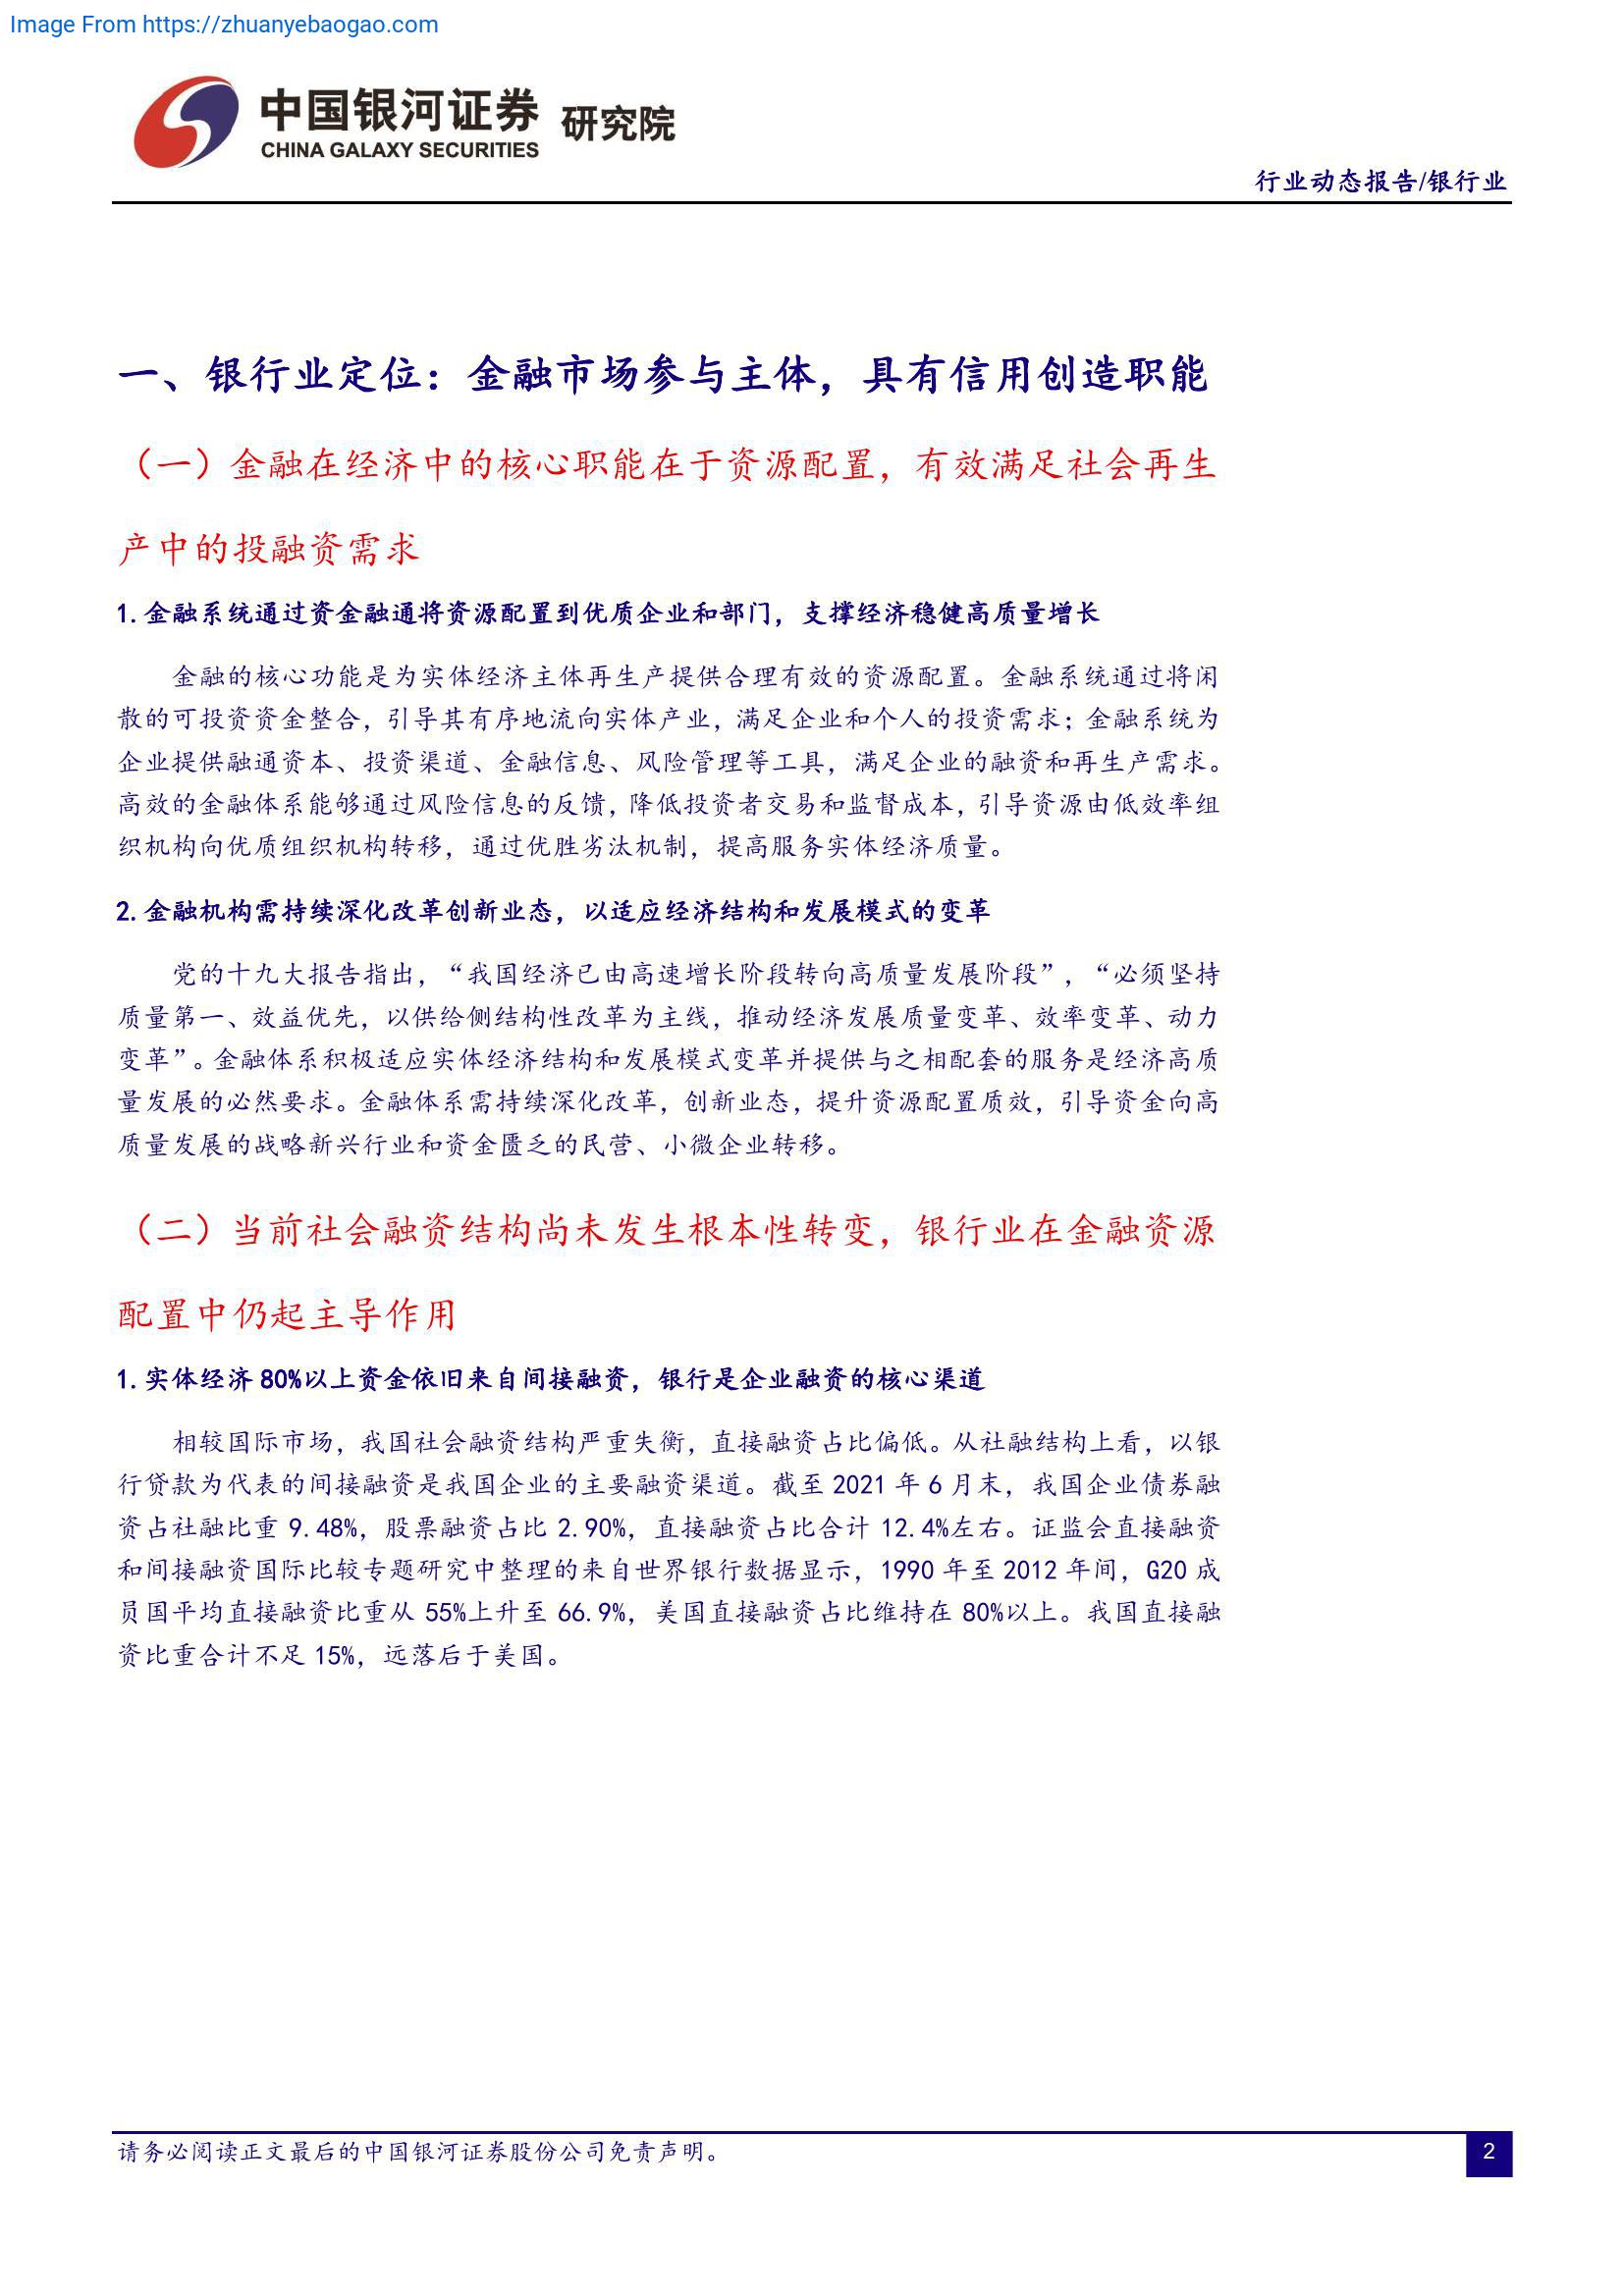 Image From https://zhuanyebaogao.com
中国银河证券 研究院
CHINA GALAXY SECURITIES
行业动态报告/银行业
一、银行业定位：金融市场参与主体，具有信用创造职能
（一）金融在经济中的核心职能在于资源配置，有效满足社会再生
产中的投融资需求
1.金融系统通过资金融通将资源配置到优质企业和部门，支撑经济稳健高质量增长
金融的核心功能是为实体经济主体再生产提供合理有效的资源配置。金融系统通过将闲
散的可投资资金整合，引导其有序地流向实体产业，满足企业和个人的投资需求；金融系统为
企业提供融通资本、投资渠道、金融信息、风险管理等工具，满足企业的融资和再生产需求。
高效的金融体系能够通过风险信息的反馈，降低投资者交易和监督成本，引导资源由低效率组
织机构向优质组织机构转移，通过优胜劣汰机制，提高服务实体经济质量。
2.金融机构需持续深化改革创新业态，以适应经济结构和发展模式的变革
党的十九大报告指出，“我国经济已由高速增长阶段转向高质量发展阶段”，“必须坚持
质量第一、效益优先，以供给侧结构性改革为主线，推动经济发展质量变革、效率变革、动力
变革”。金融体系积极适应实体经济结构和发展模式变革并提供与之相配套的服务是经济高质
量发展的必然要求。金融体系需持续深化改革，创新业态，提升资源配置质效，引导资金向高
质量发展的战略新兴行业和资金匮乏的民营、小微企业转移。
（二）当前社会融资结构尚未发生根本性转变，银行业在金融资源
配置中仍起主导作用
1.实体经济 80%以上资金依旧来自间接融资，银行是企业融资的核心渠道
相较国际市场，我国社会融资结构严重失衡，直接融资占比偏低。从社融结构上看，以银
行贷款为代表的间接融资是我国企业的主要融资渠道。截至 2021 年 6 月末，我国企业债券融
资占社融比重 9.48%，股票融资占比 2.90%，直接融资占比合计 12.4%左右。证监会直接融资
和间接融资国际比较专题研究中整理的来自世界银行数据显示，1990 年至 2012 年间，G20 成
员国平均直接融资比重从 55%上升至 66.9%，美国直接融资占比维持在 80%以上。我国直接融
资比重合计不足 15%，远落后于美国。
请务必阅读正文最后的中国银河证券股份公司免责声明。
2